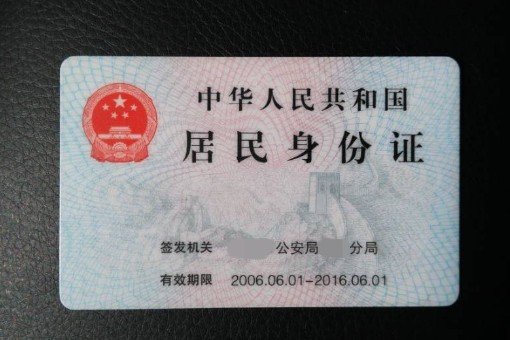 中华人民共和国
居民身份证
签发机关 公安局 分局
有效期限 2006.06.01-2016.06.01